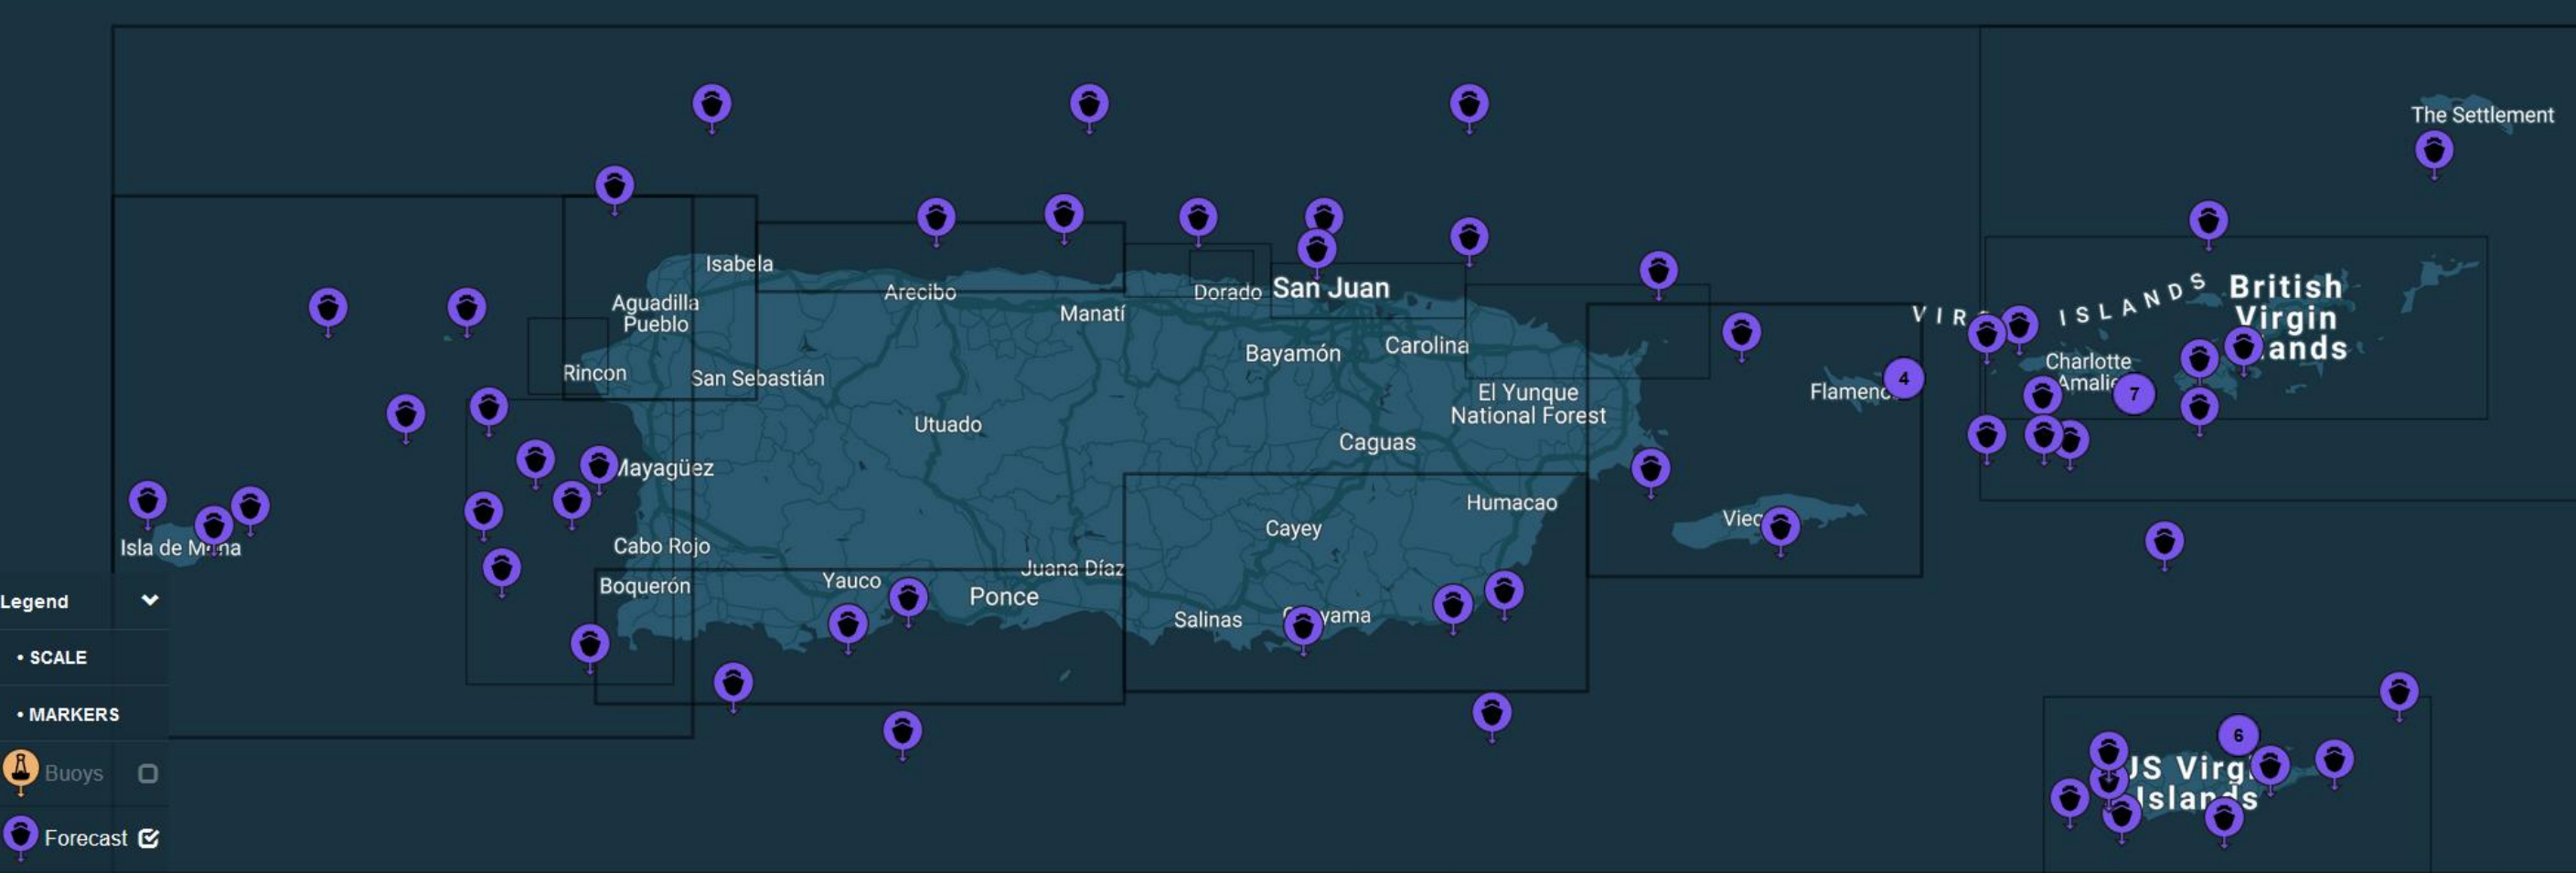 The Settlement
Isabela
Aguadilla
Pueblo
Arecibo
Manatí
Dorado
San Juan
ISLANDS
British
Virgin
Rincon
San Sebastián
Bayamón
Carolina
Charlotte
El Yunque
National Forest
4
7
Utuado
Caguas
Mayagüez
Humacao
Cayey
Isla de
Cabo Rojo
Boquerón
Yauco
Juana Díaz
Ponce
Salinas
Legend
• SCALE
• MARKERS
Buoys
Forecast
6
Islands